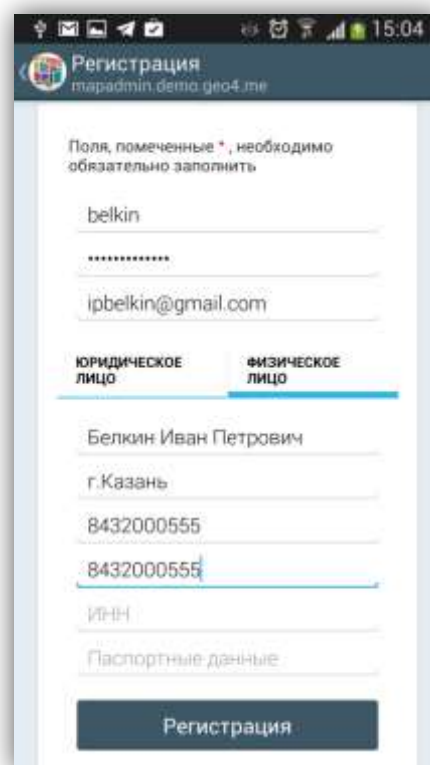 15:04
Регистрация
mapadmin.demo.geo4.me
Поля, помеченные *, необходимо
обязательно заполнить
belkin
•••••••••••••
ipbelkin@gmail.com
ЮРИДИЧЕСКОЕ
ЛИЦО
ФИЗИЧЕСКОЕ
ЛИЦО
Белкин Иван Петрович
г.Казань
8432000555
8432000555
ИНН
Паспортные данные
Регистрация